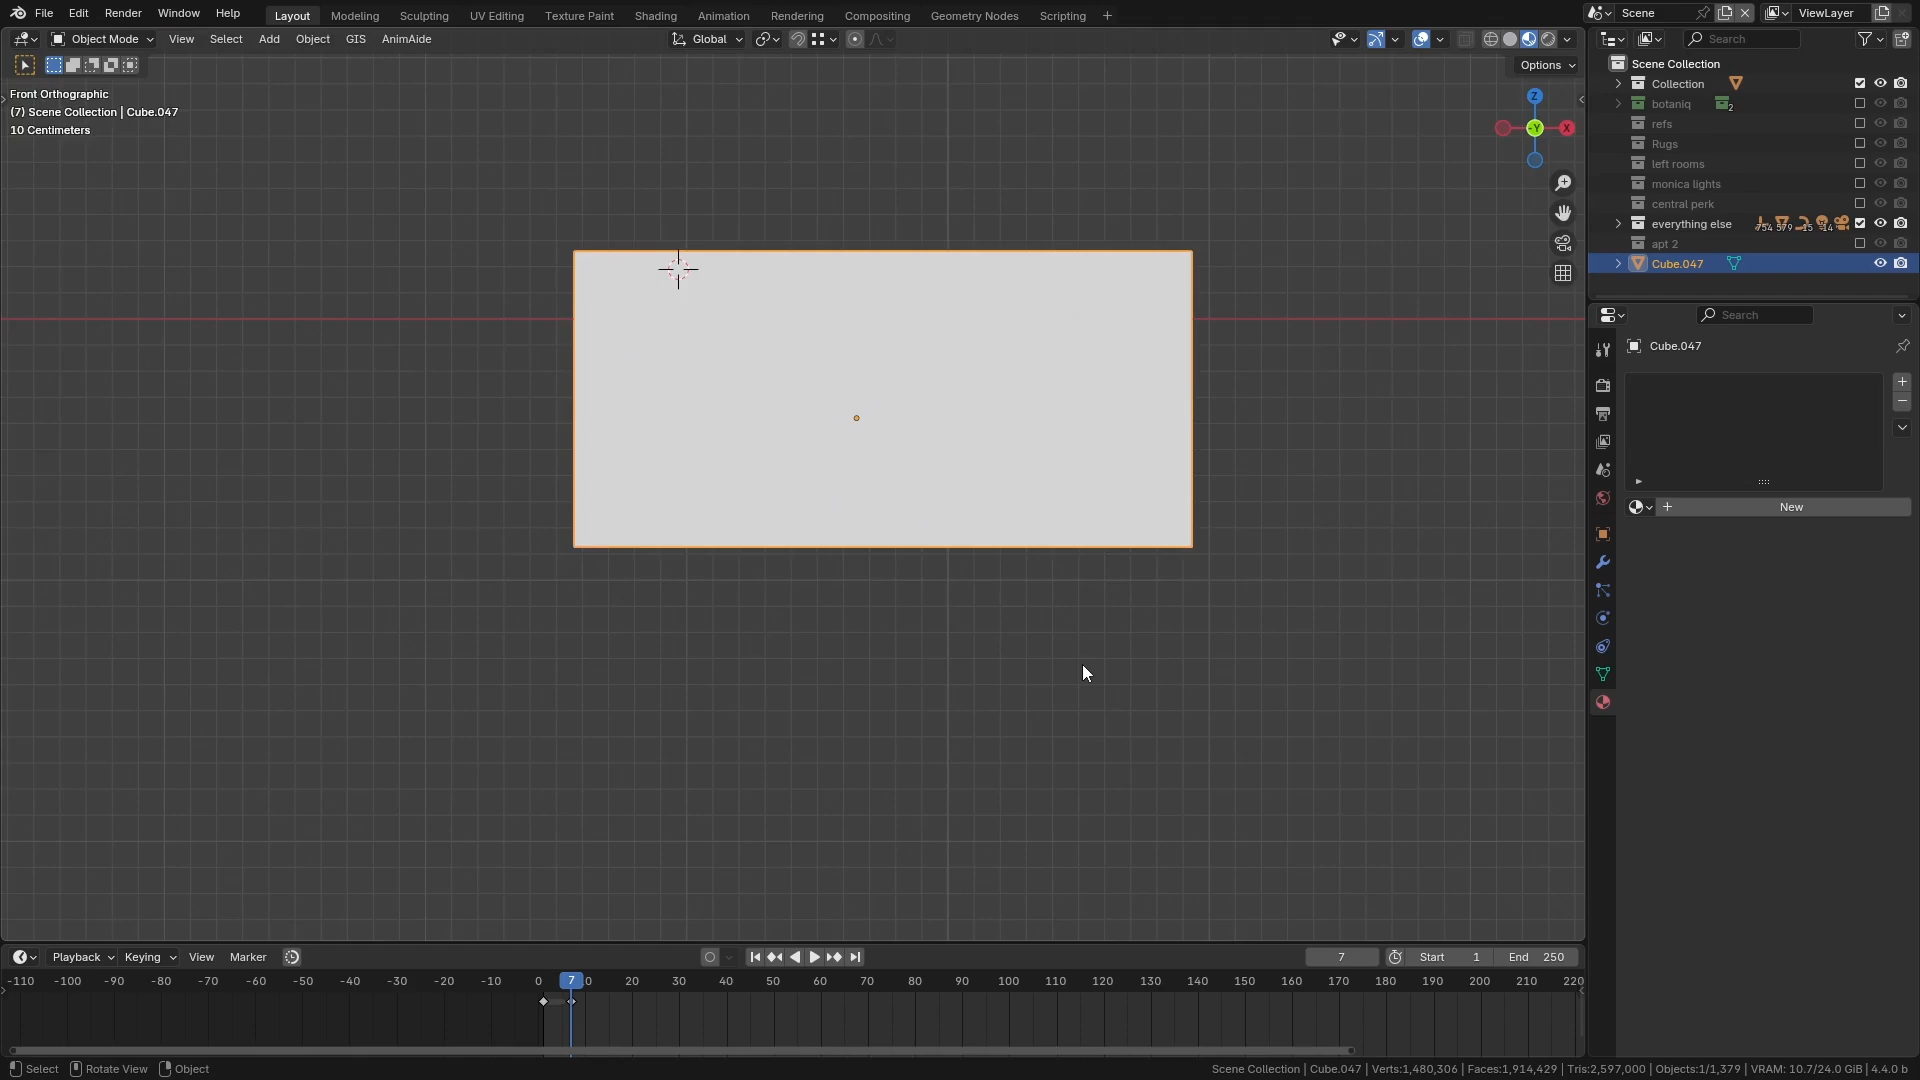 File Edit Render Window Help Layout Modeling Sculpting UV Editing Texture Paint Shading Animation Rendering Compositing Geometry Nodes Scripting + Scene ViewLayer
Object Mode View Select Add Object GIS AnimAide Global Search
Options
Front Orthographic
(7) Scene Collection | Cube.047
10 Centimeters
Z
-Y
X
Scene Collection
Collection
botaniq 2
refs
Rugs
left rooms
monica lights
central perk
everything else 754 579 15 14
apt 2
Cube.047
Search
Cube.047
New
Playback Keying View Marker 7 Start 1 End 250
-110 -100 -90 -80 -70 -60 -50 -40 -30 -20 -10 0 7 0 20 30 40 50 60 70 80 90 100 110 120 130 140 150 160 170 180 190 200 210 220
Select Rotate View Object Scene Collection | Cube.047 | Verts:1,480,306 | Faces:1,914,429 | Tris:2,597,000 | Objects:1/1,379 | VRAM: 10.7/24.0 GiB | 4.4.0 b